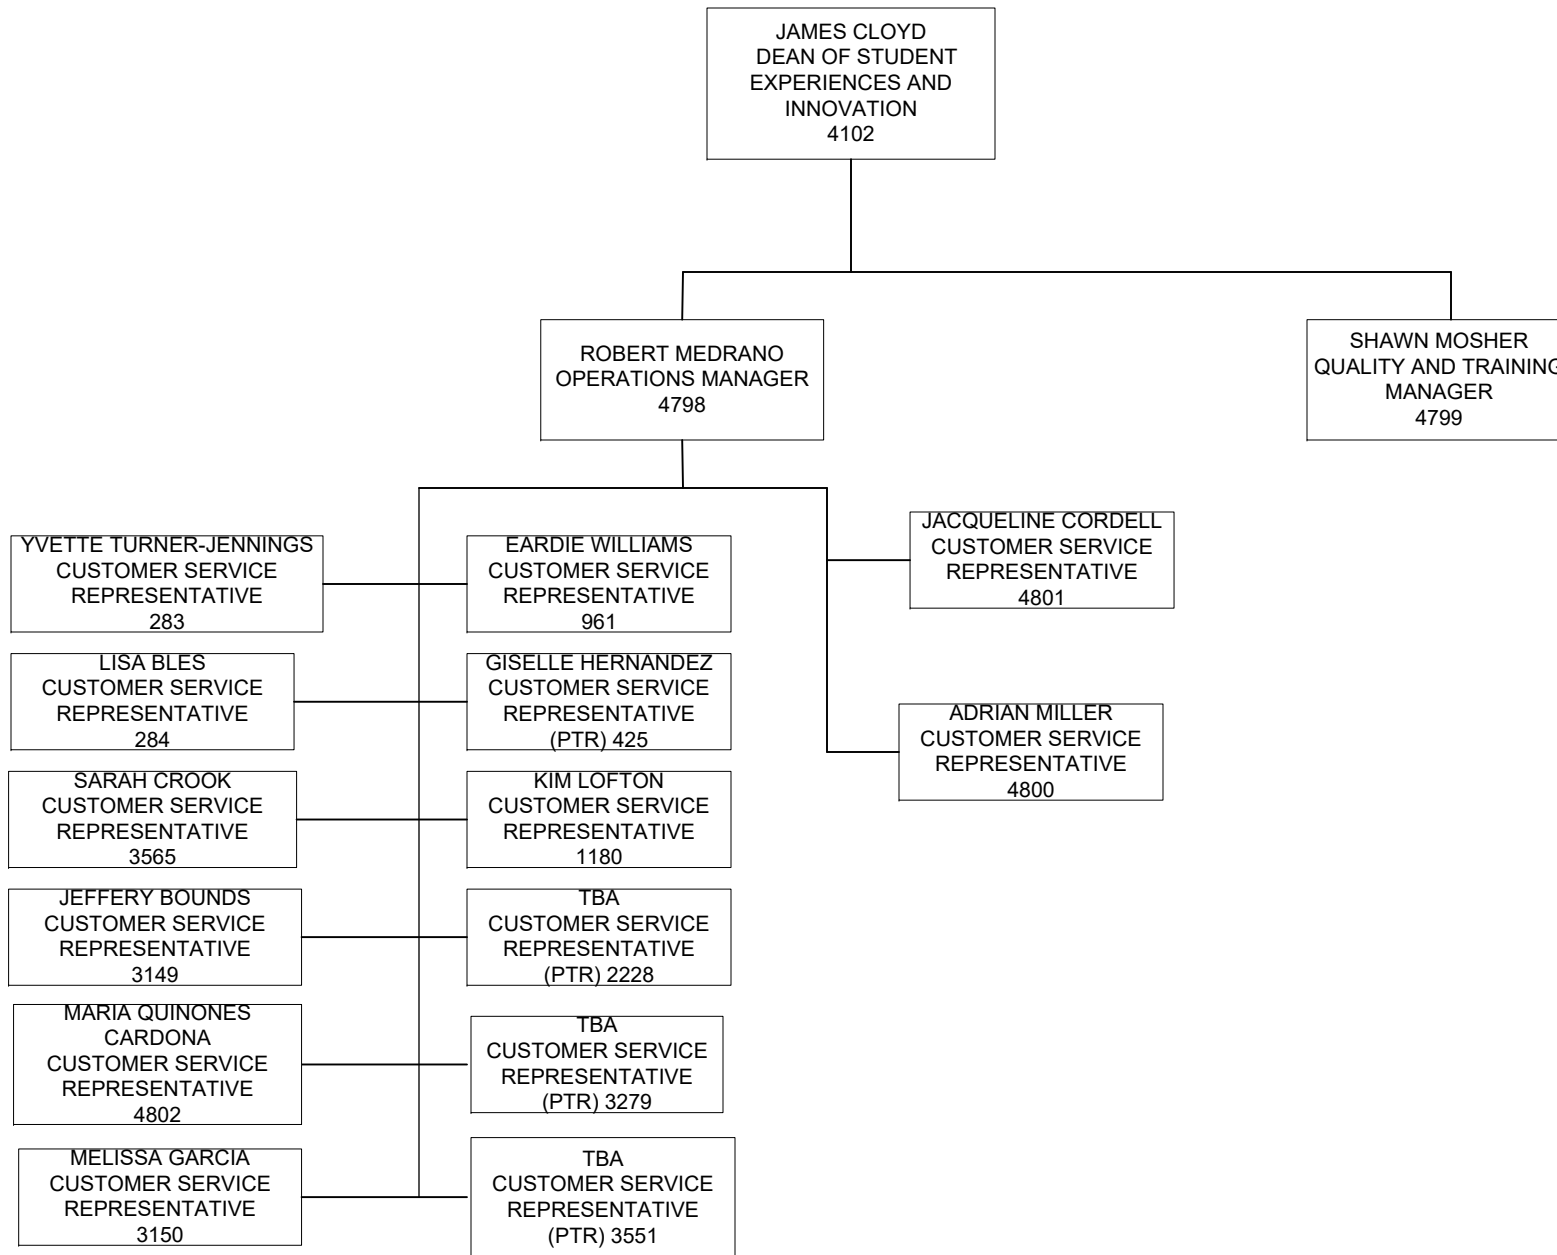 JAMES CLOYD
DEAN OF STUDENT
EXPERIENCES AND
INNOVATION
4102
ROBERT MEDRANO
OPERATIONS MANAGER
4798
SHAWN MOSHER
QUALITY AND TRAINING
MANAGER
4799
YVETTE TURNER-JENNINGS
CUSTOMER SERVICE
REPRESENTATIVE
283
EARDIE WILLIAMS
CUSTOMER SERVICE
REPRESENTATIVE
961
JACQUELINE CORDELL
CUSTOMER SERVICE
REPRESENTATIVE
4801
LISA BLES
CUSTOMER SERVICE
REPRESENTATIVE
284
GISELLE HERNANDEZ
CUSTOMER SERVICE
REPRESENTATIVE
(PTR) 425
ADRIAN MILLER
CUSTOMER SERVICE
REPRESENTATIVE
4800
SARAH CROOK
CUSTOMER SERVICE
REPRESENTATIVE
3565
KIM LOFTON
CUSTOMER SERVICE
REPRESENTATIVE
1180
JEFFERY BOUNDS
CUSTOMER SERVICE
REPRESENTATIVE
3149
TBA
CUSTOMER SERVICE
REPRESENTATIVE
(PTR) 2228
MARIA QUINONES
CARDONA
CUSTOMER SERVICE
REPRESENTATIVE
4802
TBA
CUSTOMER SERVICE
REPRESENTATIVE
(PTR) 3279
MELISSA GARCIA
CUSTOMER SERVICE
REPRESENTATIVE
3150
TBA
CUSTOMER SERVICE
REPRESENTATIVE
(PTR) 3551